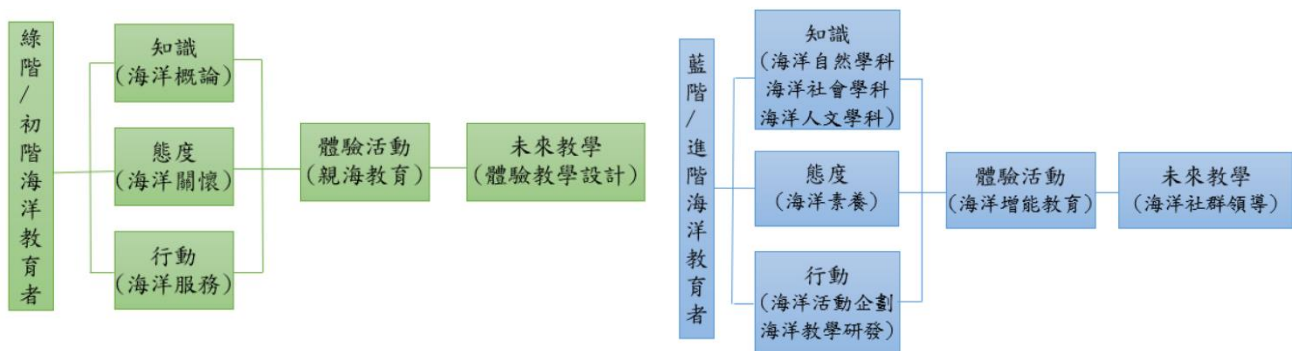 綠階/初階海洋教育者
知識
(海洋概論)
態度
(海洋關懷)
行動
(海洋服務)
體驗活動
(親海教育)
未來教學
(體驗教學設計)
藍階/進階海洋教育者
知識
(海洋自然學科
海洋社會學科
海洋人文學科)
態度
(海洋素養)
行動
(海洋活動企劃
海洋教學研發)
體驗活動
(海洋增能教育)
未來教學
(海洋社群領導)